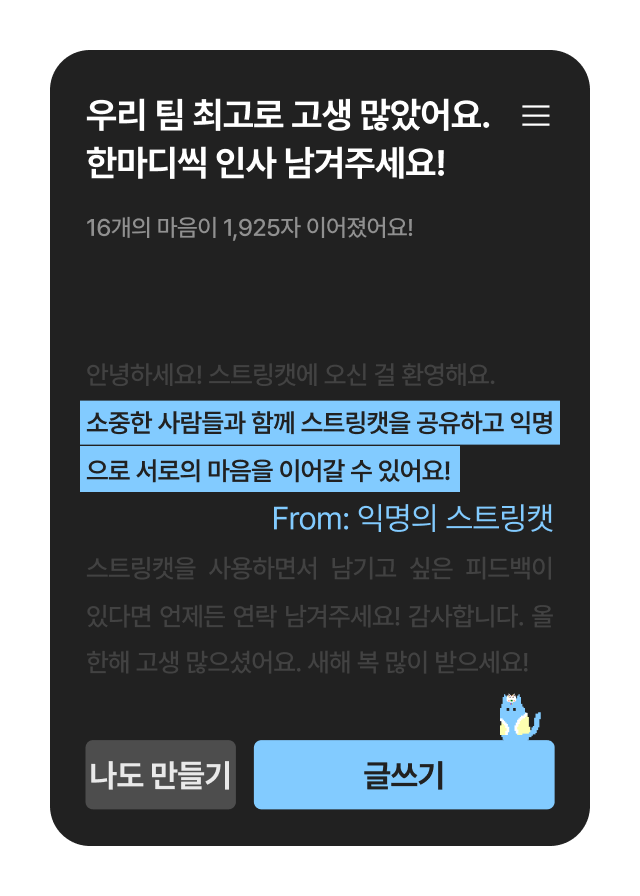 우리 팀 최고로 고생 많았어요.
한마디씩 인사 남겨주세요!
16개의 마음이 1,925자 이어졌어요!
안녕하세요! 스트링캣에 오신 걸 환영해요.
소중한 사람들과 함께 스트링캣을 공유하고 익명
으로 서로의 마음을 이어갈 수 있어요!
From: 익명의 스트링캣
스트링캣을 사용하면서 남기고 싶은 피드백이
있다면 언제든 연락 남겨주세요! 감사합니다. 올
한해 고생 많으셨어요. 새해 복 많이 받으세요!
나도 만들기
글쓰기